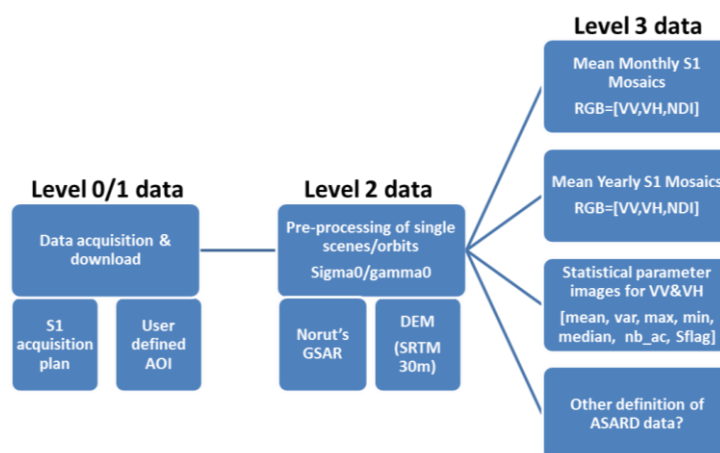 Level 0/1 data
Data acquisition &
download
S1
acquisition
plan
User
defined
AOI
Level 2 data
Pre-processing of single
scenes/orbits
Sigma0/gamma0
Norut's
GSAR
DEM
(SRTM
30m)
Level 3 data
Mean Monthly S1
Mosaics
RGB=[VV,VH,NDI]
Mean Yearly S1 Mosaics
RGB=[VV,VH,NDI]
Statistical parameter
images for VV&VH
[mean, var, max, min,
median, nb_ac, Sflag]
Other definition of
ASARD data?